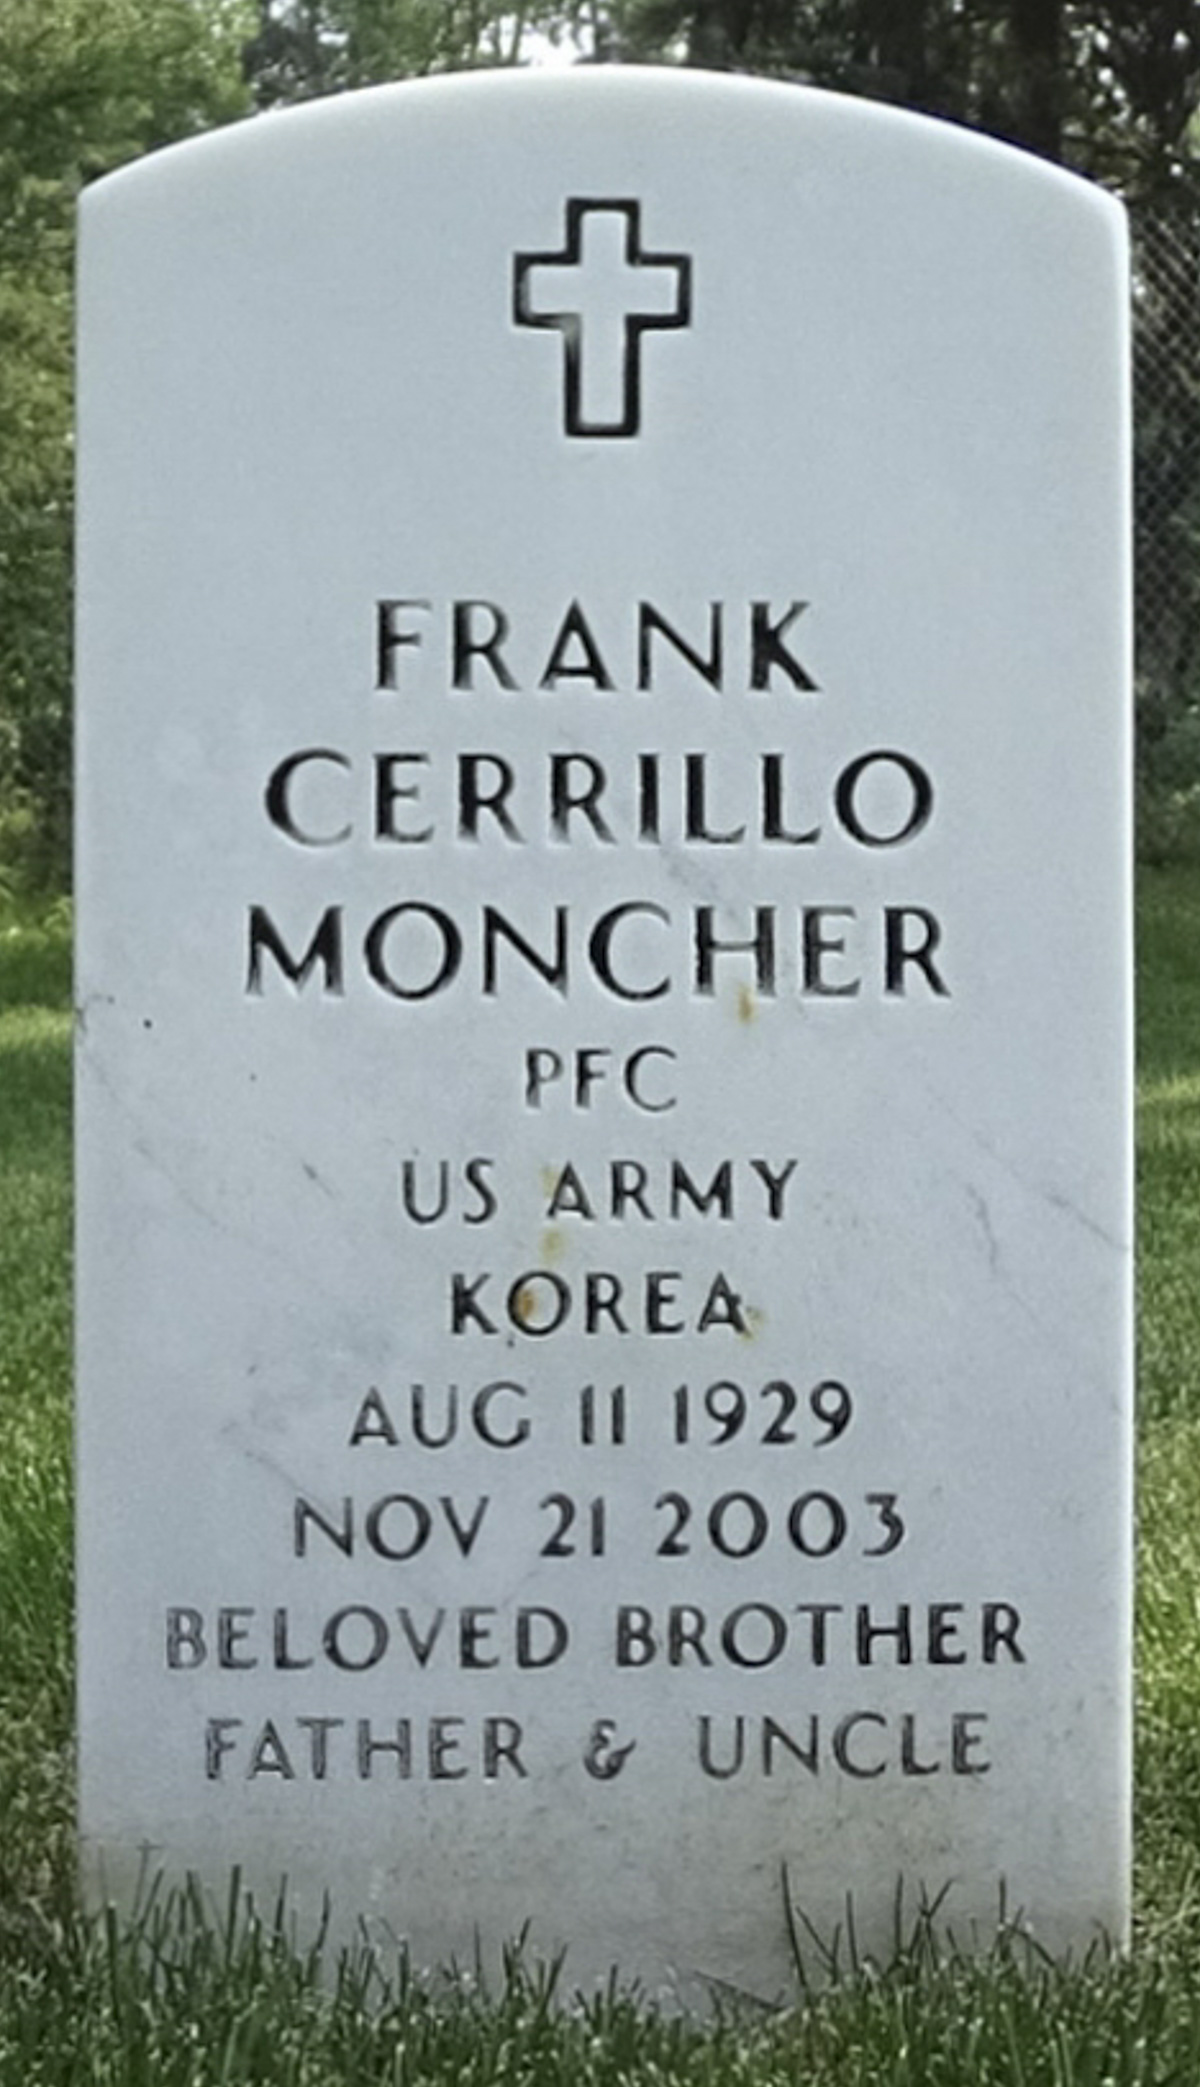 FRANK
CERRILLO
MONCHER
PFC
US ARMY
KOREA
AUG 11 1929
NOV 21 2003
BELOVED BROTHER
FATHER & UNCLE